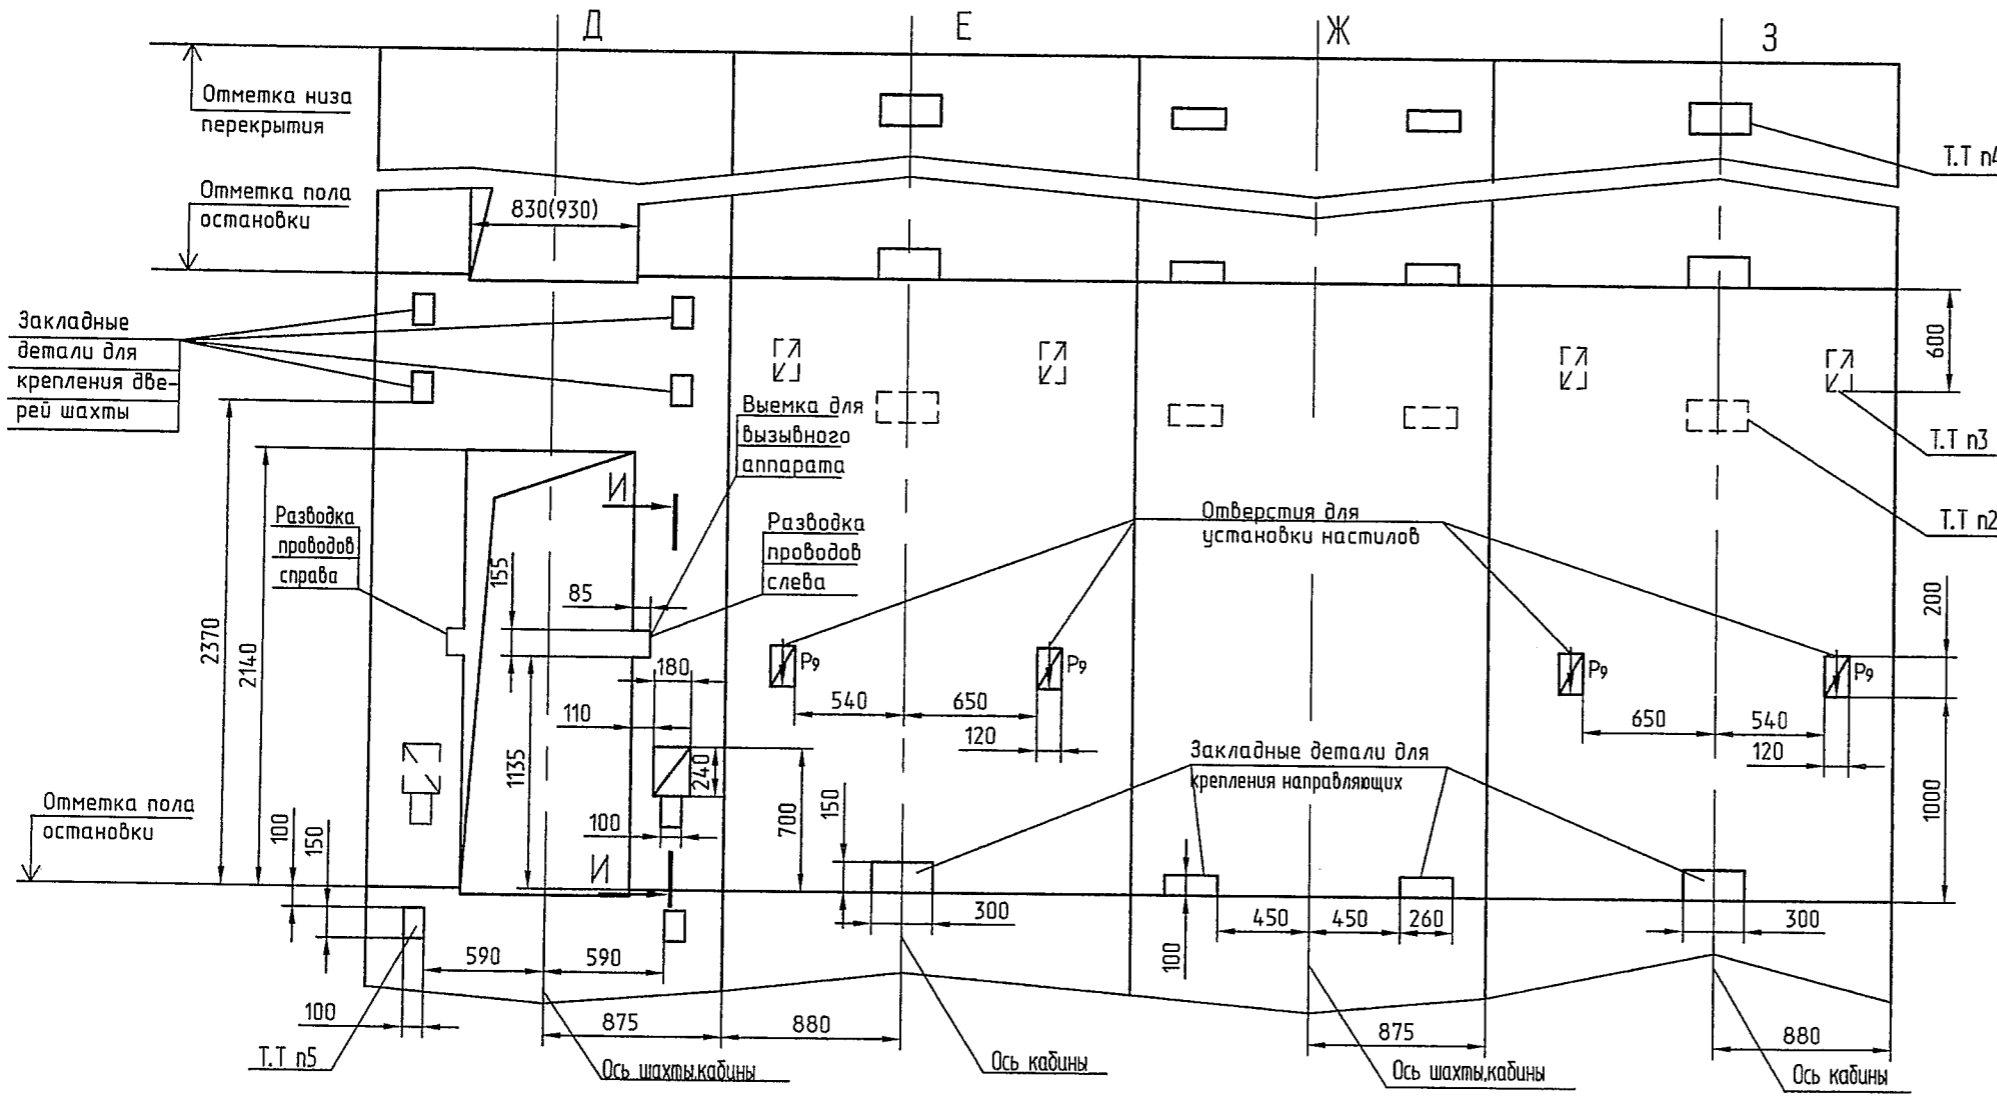 Д
Е
Ж
З
Отметка низа
перекрытия
Т.Т п4
Отметка пола
остановки
830(930)
Закладные
детали для
крепления две-
рей шахты
600
Выемка для
вызывного
аппарата
Т.Т п3
И
Разводка
проводов
справа
Разводка
проводов
слева
Отверстия для
установки настилов
Т.Т п2
155
85
200
2370
2140
180
Р9
Р9
Р9
Р9
540
650
650
540
110
120
120
1135
240
700
Закладные детали для
крепления направляющих
1000
Отметка пола
остановки
100
150
100
150
И
300
450
450
260
300
100
590
590
100
875
880
875
880
Т.Т п5
Ось шахты,кабины
Ось кабины
Ось шахты,кабины
Ось кабины